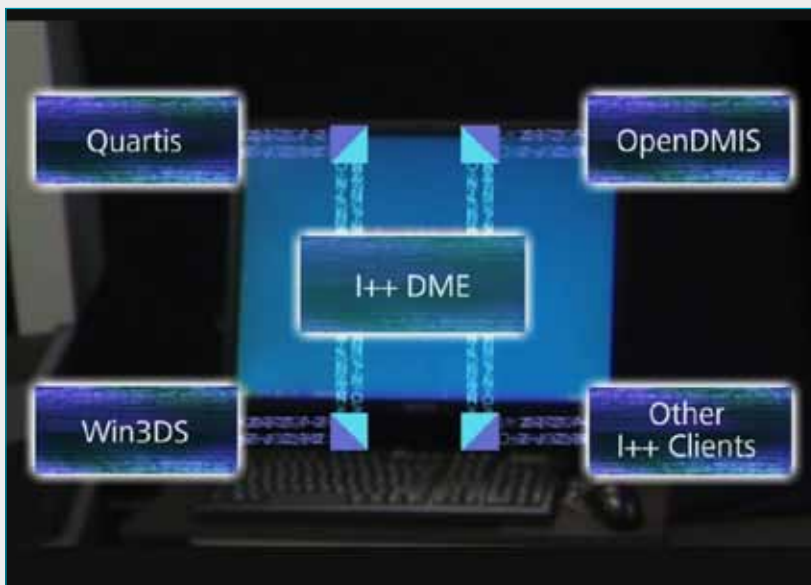 Quartis
OpenDMIS
I++ DME
Win3DS
Other
I++ Clients